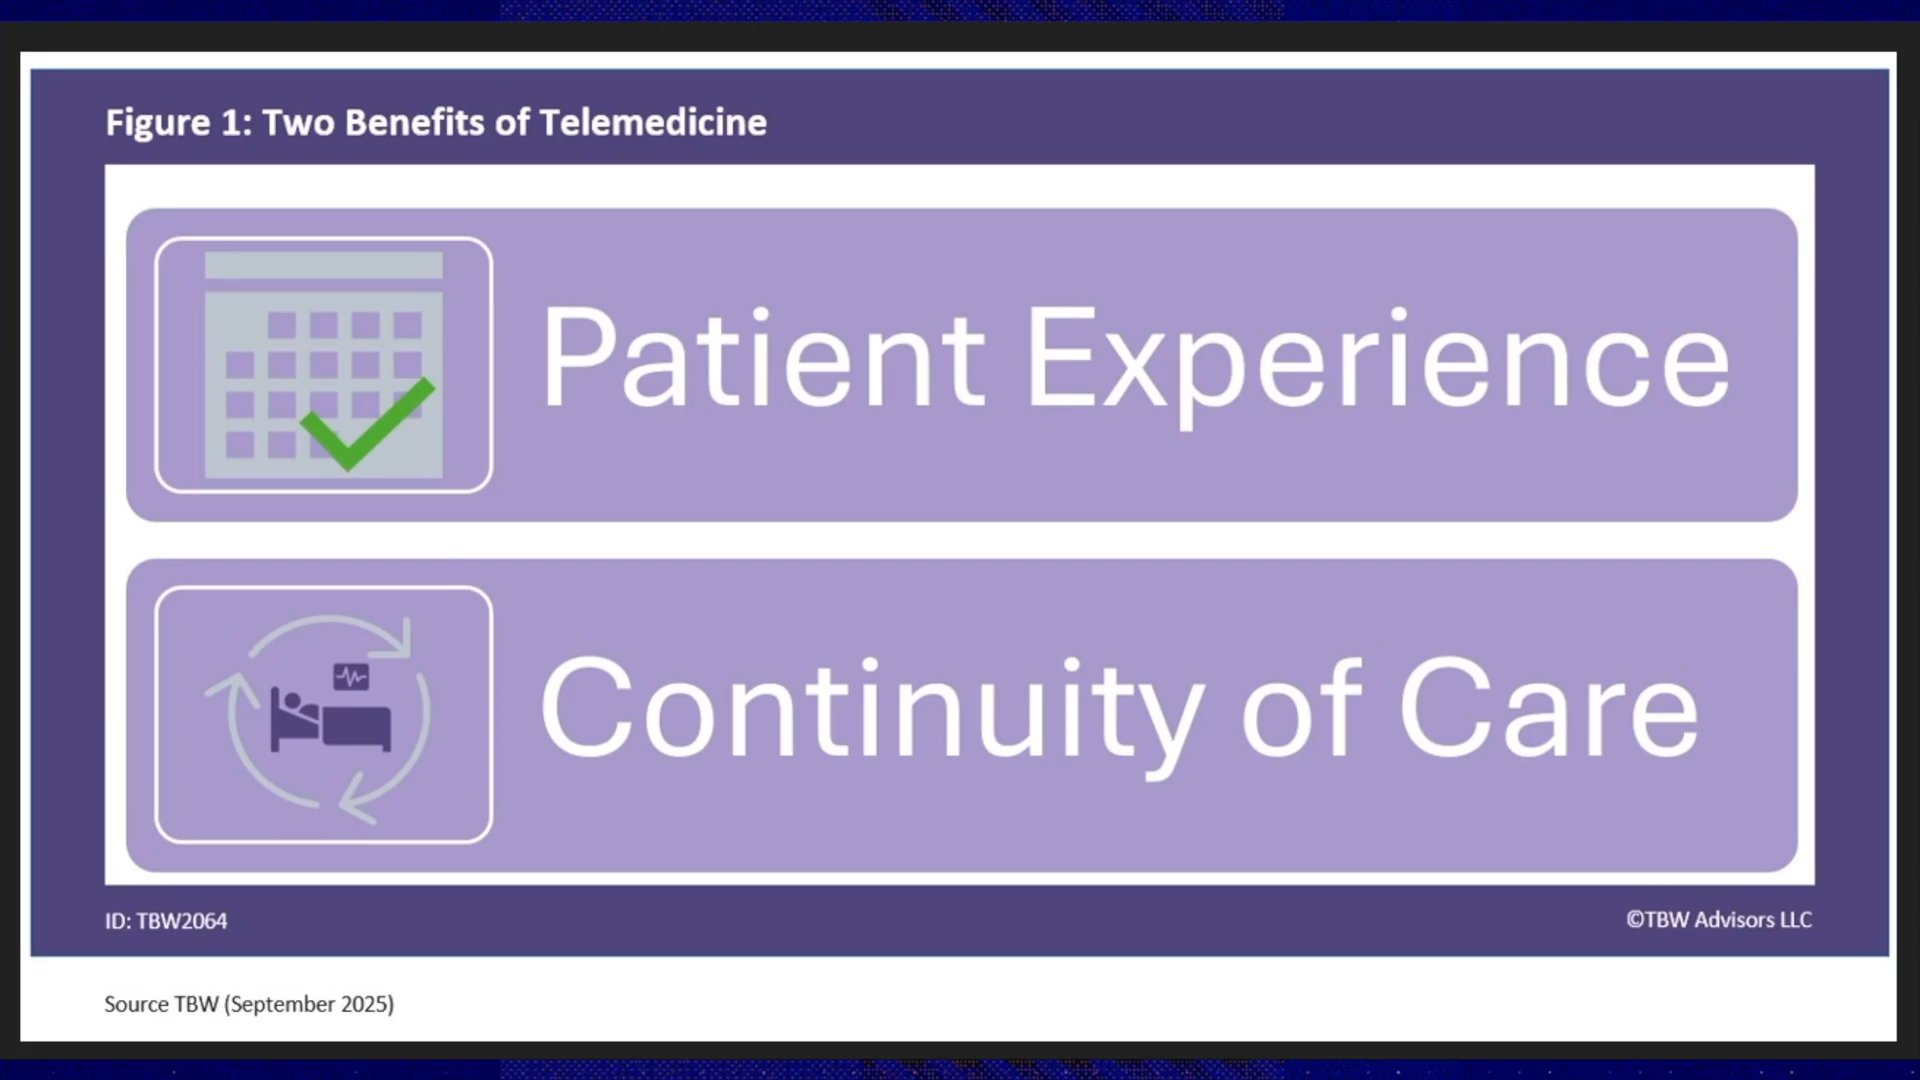 Figure 1: Two Benefits of Telemedicine
Patient Experience
Continuity of Care
ID: TBW2064
©TBW Advisors LLC
Source TBW (September 2025)